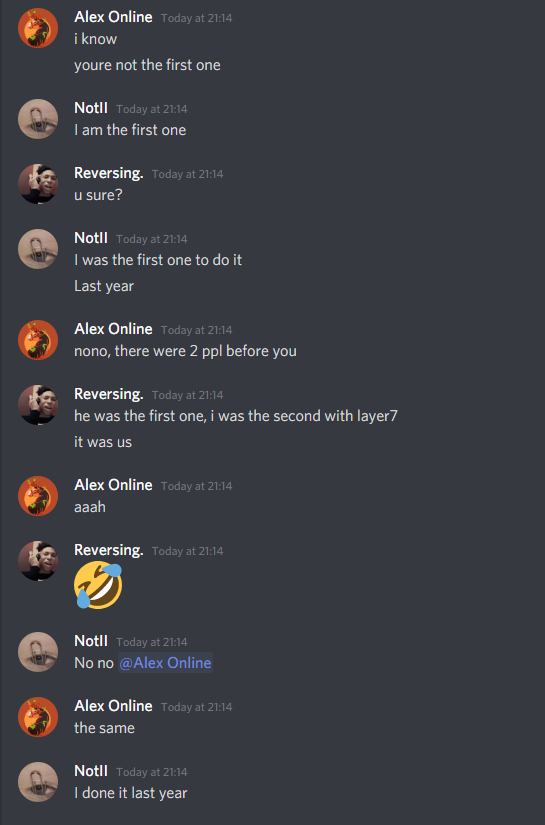 Alex Online Today at 21:14
i know
youre not the first one
NotII Today at 21:14
I am the first one
Reversing. Today at 21:14
u sure?
NotII Today at 21:14
I was the first one to do it
Last year
Alex Online Today at 21:14
nono, there were 2 ppl before you
Reversing. Today at 21:14
he was the first one, i was the second with layer7
it was us
Alex Online Today at 21:14
aaah
Reversing. Today at 21:14
NotII Today at 21:14
No no @Alex Online
Alex Online Today at 21:14
the same
NotII Today at 21:14
I done it last year